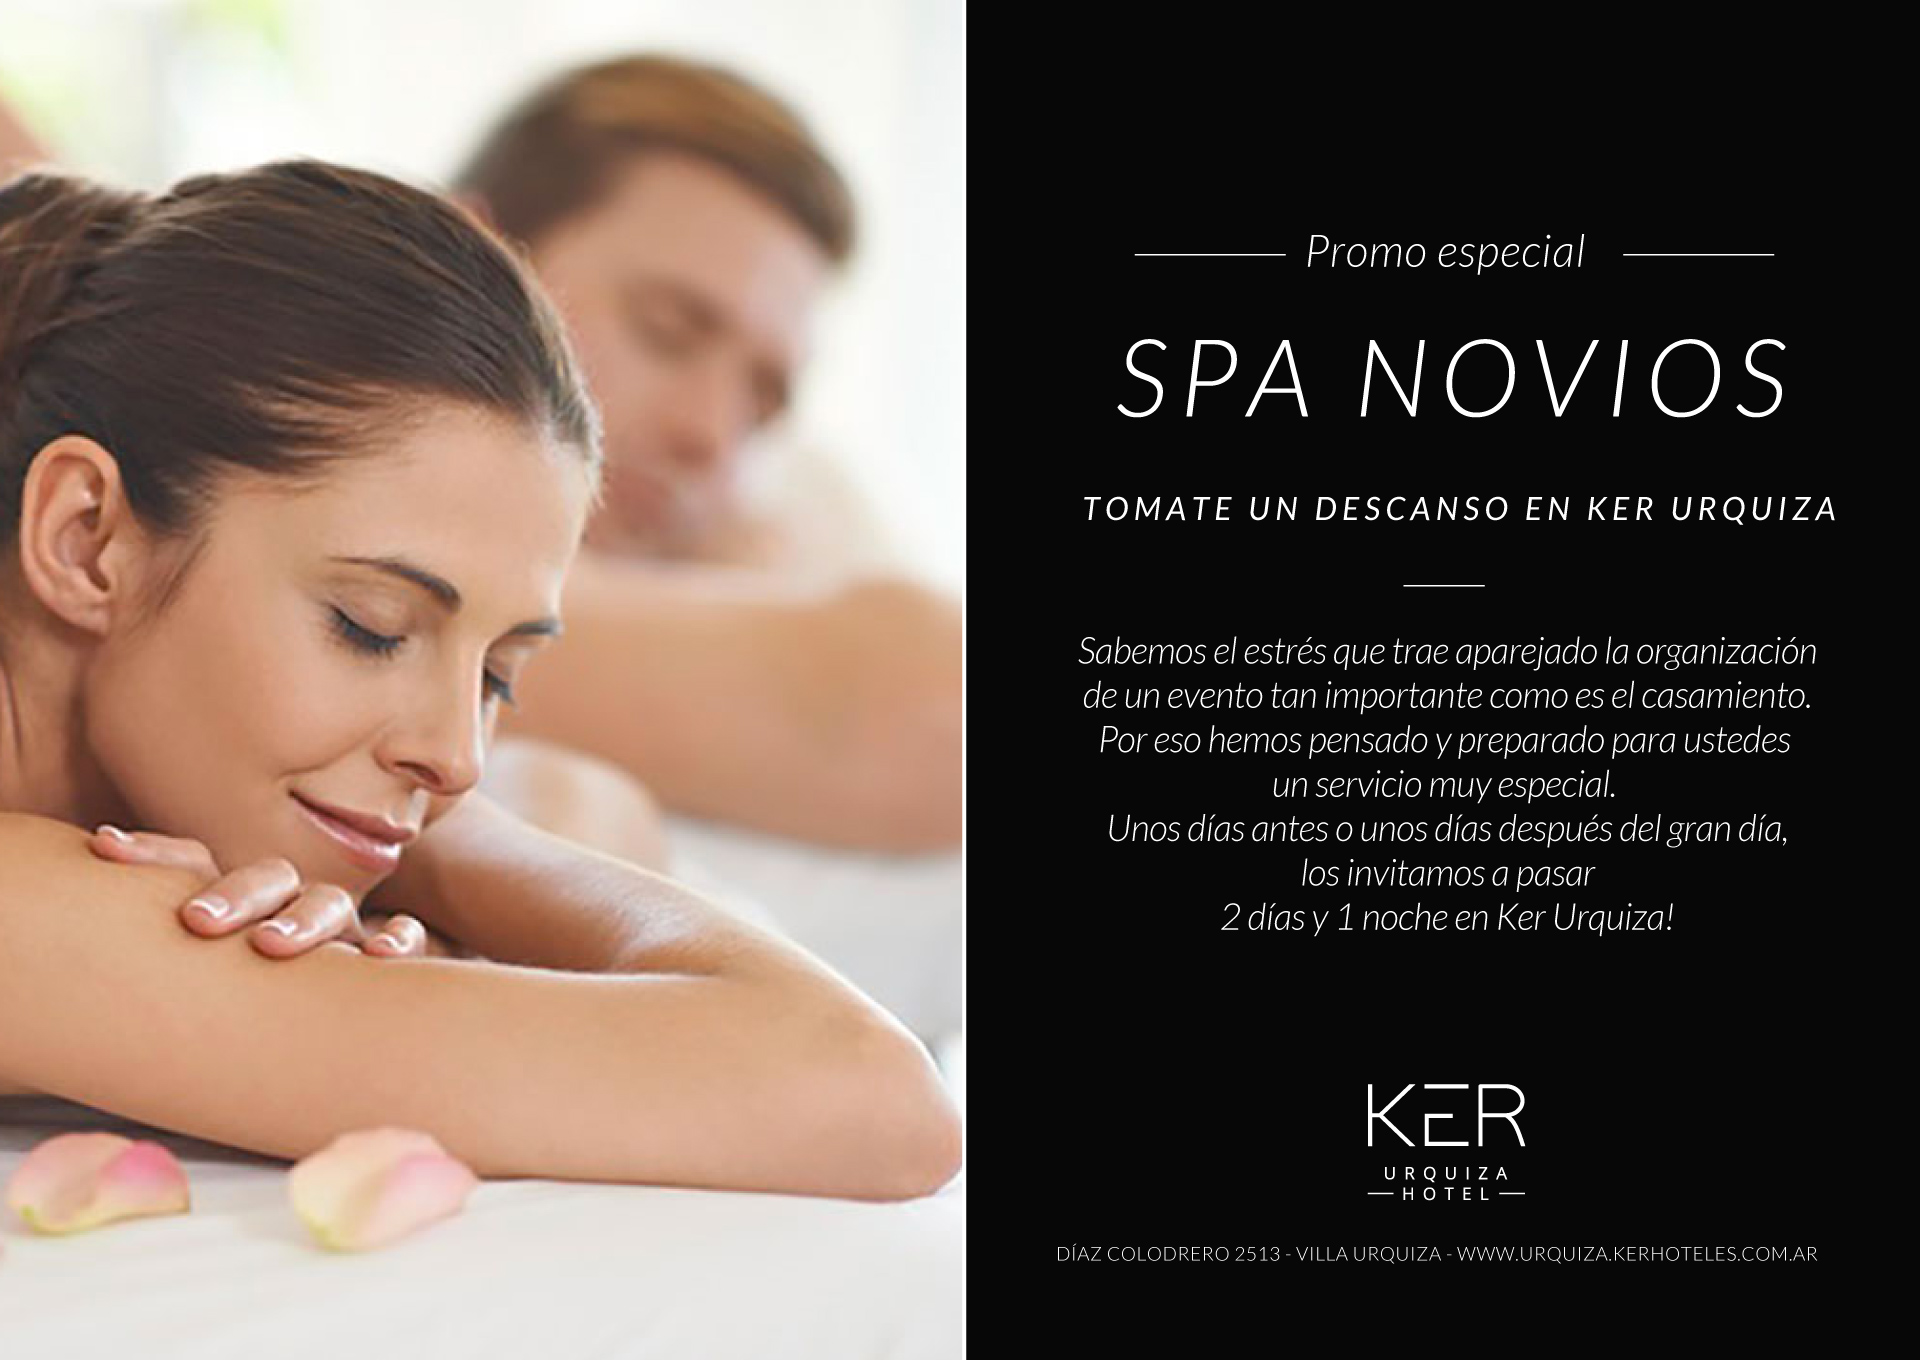 Promo especial
SPA NOVIOS
TOMATE UN DESCANSO EN KER URQUIZA
Sabemos el estrés que trae aparejado la organización
de un evento tan importante como es el casamiento.
Por eso hemos pensado y preparado para ustedes
un servicio muy especial.
Unos días antes o unos días después del gran día,
los invitamos a pasar
2 días y 1 noche en Ker Urquiza!
KER
URQUIZA
HOTEL
DÍAZ COLODRERO 2513 - VILLA URQUIZA - WWW.URQUIZA.KERHOTELES.COM.AR